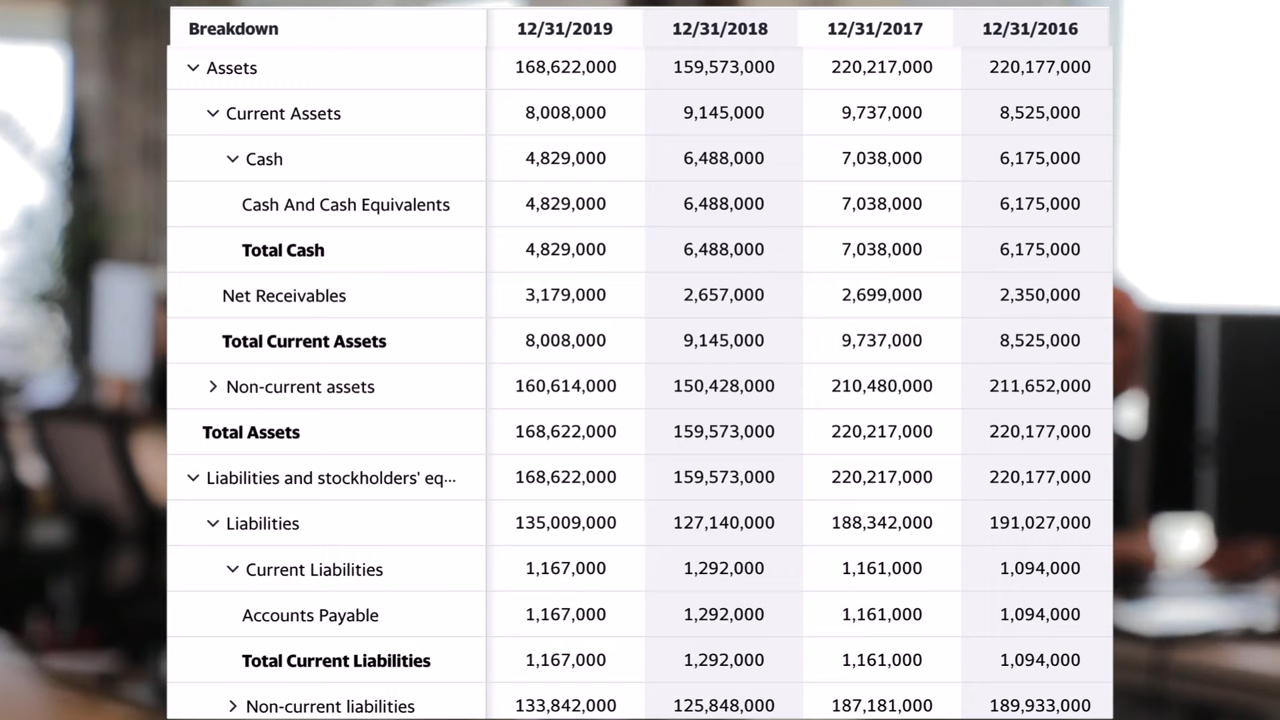 Breakdown 12/31/2019 12/31/2018 12/31/2017 12/31/2016
Assets 168,622,000 159,573,000 220,217,000 220,177,000
Current Assets 8,008,000 9,145,000 9,737,000 8,525,000
Cash 4,829,000 6,488,000 7,038,000 6,175,000
Cash And Cash Equivalents 4,829,000 6,488,000 7,038,000 6,175,000
Total Cash 4,829,000 6,488,000 7,038,000 6,175,000
Net Receivables 3,179,000 2,657,000 2,699,000 2,350,000
Total Current Assets 8,008,000 9,145,000 9,737,000 8,525,000
Non-current assets 160,614,000 150,428,000 210,480,000 211,652,000
Total Assets 168,622,000 159,573,000 220,217,000 220,177,000
Liabilities and stockholders' eq... 168,622,000 159,573,000 220,217,000 220,177,000
Liabilities 135,009,000 127,140,000 188,342,000 191,027,000
Current Liabilities 1,167,000 1,292,000 1,161,000 1,094,000
Accounts Payable 1,167,000 1,292,000 1,161,000 1,094,000
Total Current Liabilities 1,167,000 1,292,000 1,161,000 1,094,000
Non-current liabilities 133,842,000 125,848,000 187,181,000 189,933,000